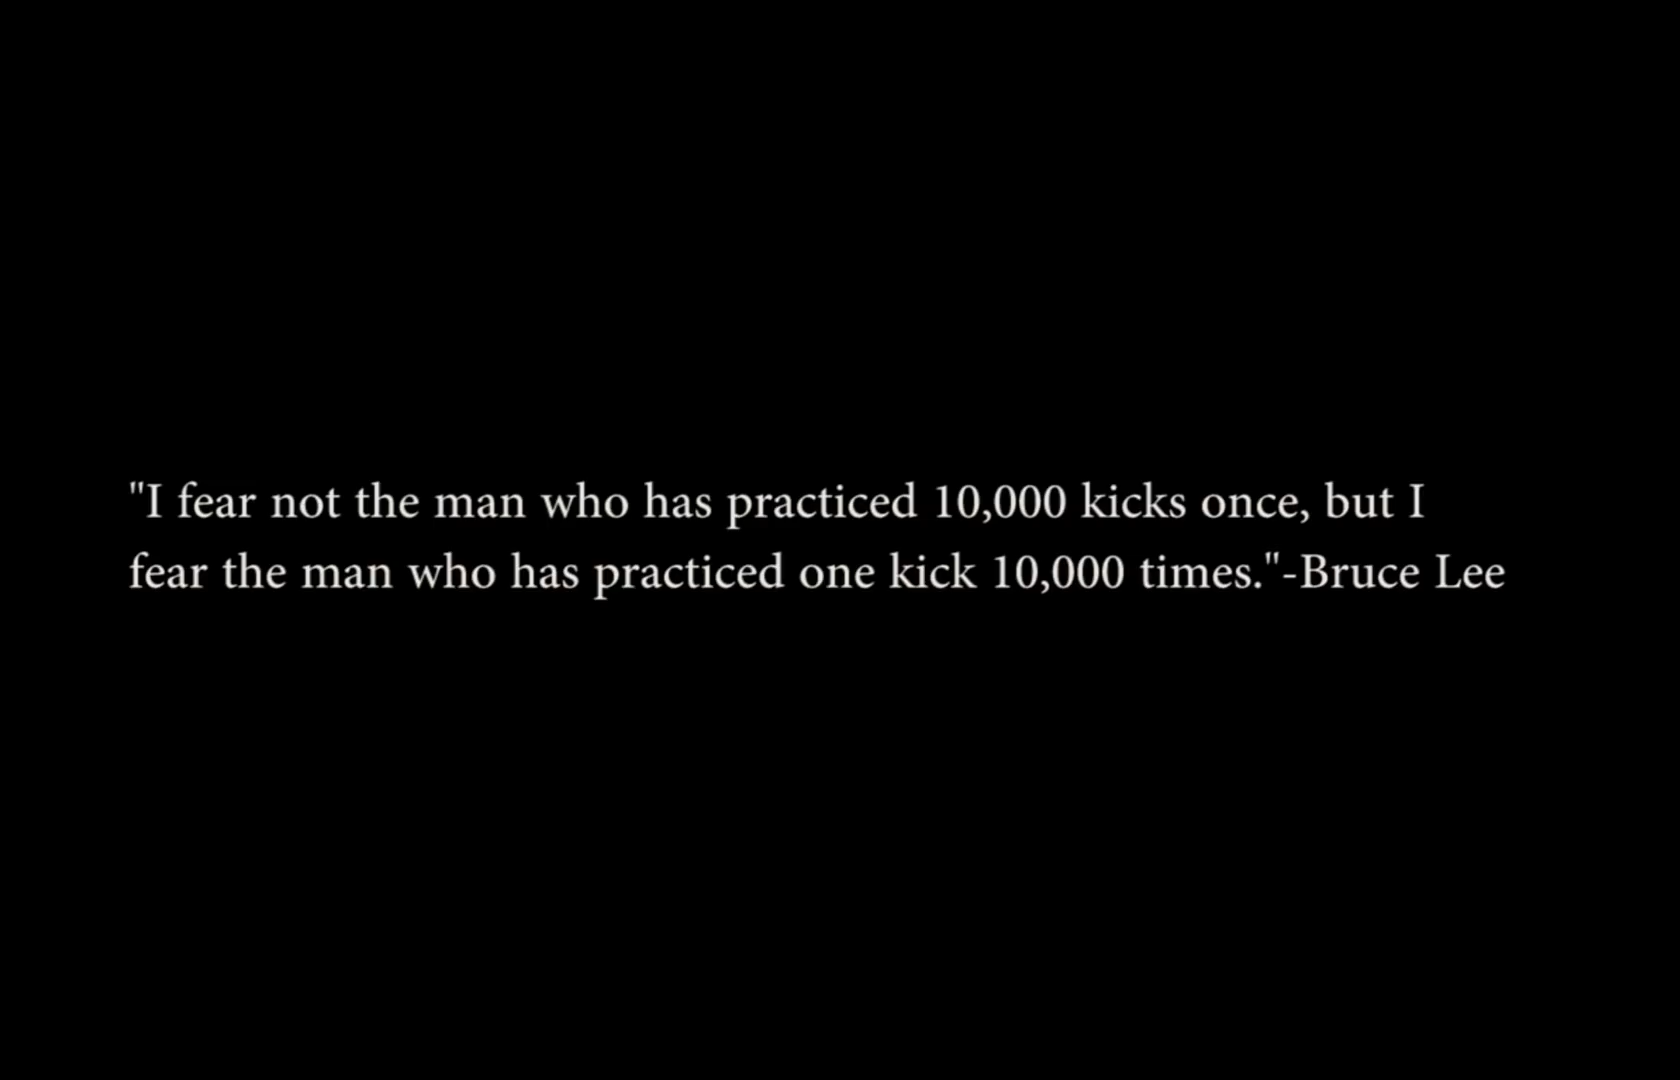 "I fear not the man who has practiced 10,000 kicks once, but I
fear the man who has practiced one kick 10,000 times."-Bruce Lee